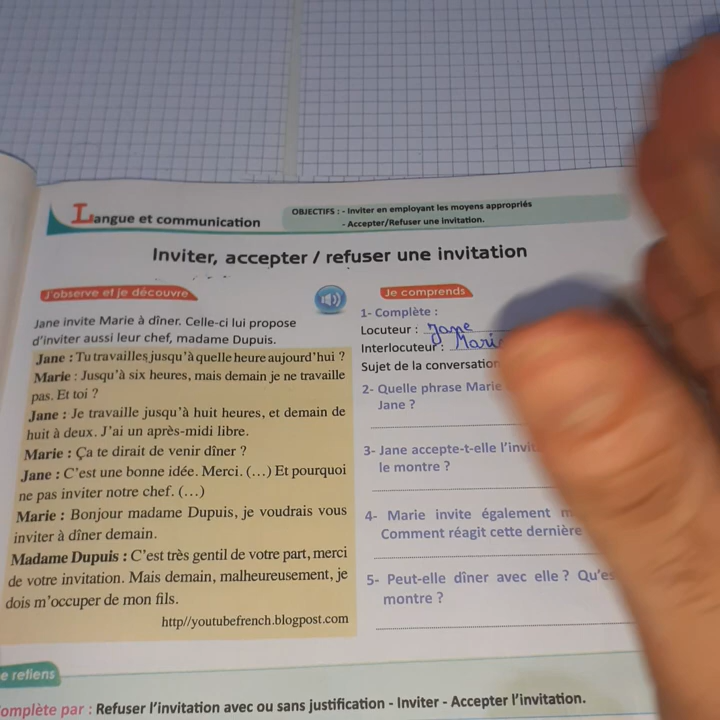 Langue et communication
OBJECTIFS : - Inviter en employant les moyens appropriés
- Accepter/Refuser une invitation.
Inviter, accepter / refuser une invitation
J'observe et je découvre
Jane invite Marie à dîner. Celle-ci lui propose
d'inviter aussi leur chef, madame Dupuis.
Jane : Tu travailles jusqu'à quelle heure aujourd'hui ?
Marie : Jusqu'à six heures, mais demain je ne travaille
pas. Et toi ?
Jane : Je travaille jusqu'à huit heures, et demain de
huit à deux. J'ai un après-midi libre.
Marie : Ça te dirait de venir dîner ?
Jane : C'est une bonne idée. Merci. (...) Et pourquoi
ne pas inviter notre chef. (...)
Marie : Bonjour madame Dupuis, je voudrais vous
inviter à dîner demain.
Madame Dupuis : C'est très gentil de votre part, merci
de votre invitation. Mais demain, malheureusement, je
dois m'occuper de mon fils.
http//youtubefrench.blogpost.com
Je comprends
1- Complète :
Locuteur : Jane
Interlocuteur : Marie
Sujet de la conversation
2- Quelle phrase Marie
Jane ?
3- Jane accepte-t-elle
le montre ?
4- Marie invite également
Comment réagit cette dernière
5- Peut-elle dîner avec elle ?
montre ?
e retiens
omplète par : Refuser l'invitation avec ou sans justification - Inviter - Accepter l'invitation.